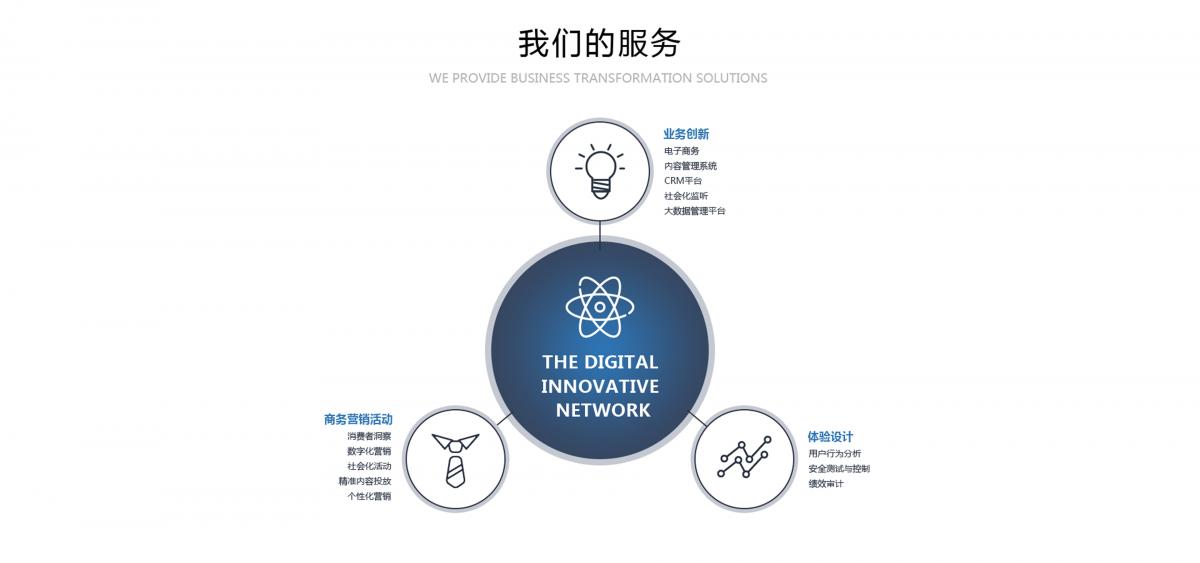 我们的服务
WE PROVIDE BUSINESS TRANSFORMATION SOLUTIONS
业务创新
电子商务
内容管理系统
CRM平台
社会化监听
大数据管理平台
THE DIGITAL
INNOVATIVE
NETWORK
商务营销活动
消费者洞察
数字化营销
社会化活动
精准内容投放
个性化营销
体验设计
用户行为分析
安全测试与控制
绩效审计